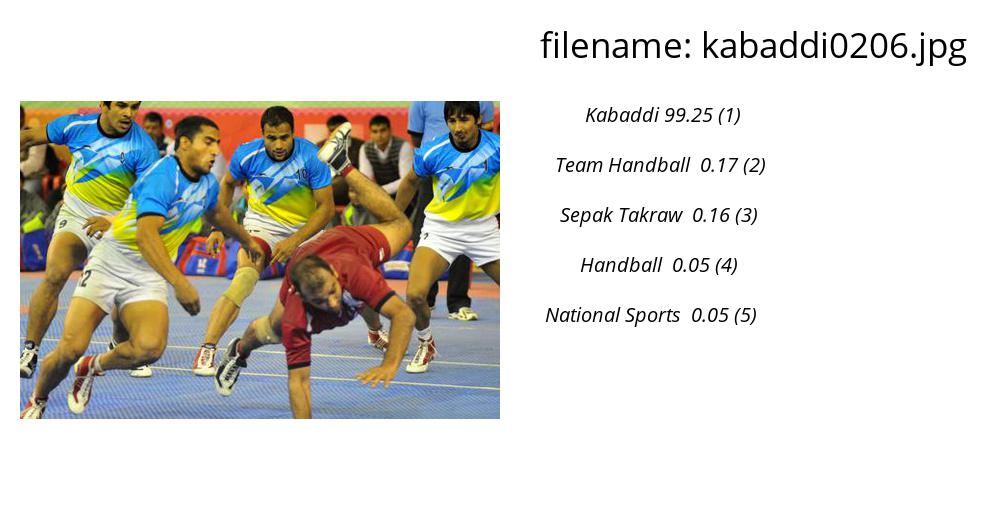 filename: kabaddi0206.jpg
Kabaddi 99.25 (1)
Team Handball 0.17 (2)
Sepak Takraw 0.16 (3)
Handball 0.05 (4)
National Sports 0.05 (5)